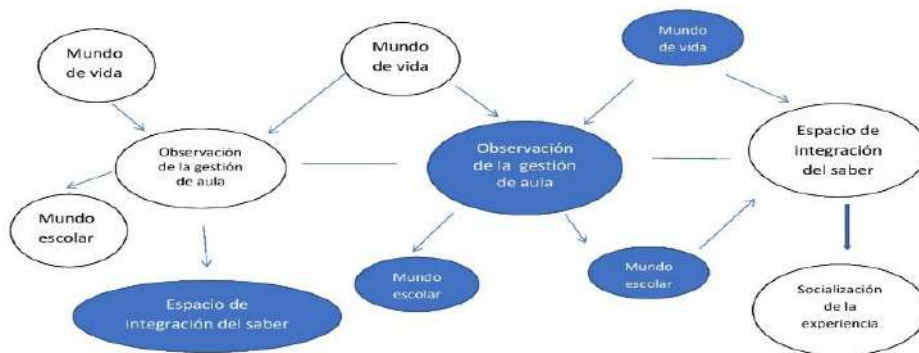 Mundo
de vida
Mundo
de vida
Mundo
de vida
Observación
de la gestión
de aula
Observación
de la gestión
de aula
Espacio de
integración
del saber
Mundo
escolar
Mundo
escolar
Mundo
escolar
Espacio de
integración del saber
Socialización
de la
experiencia